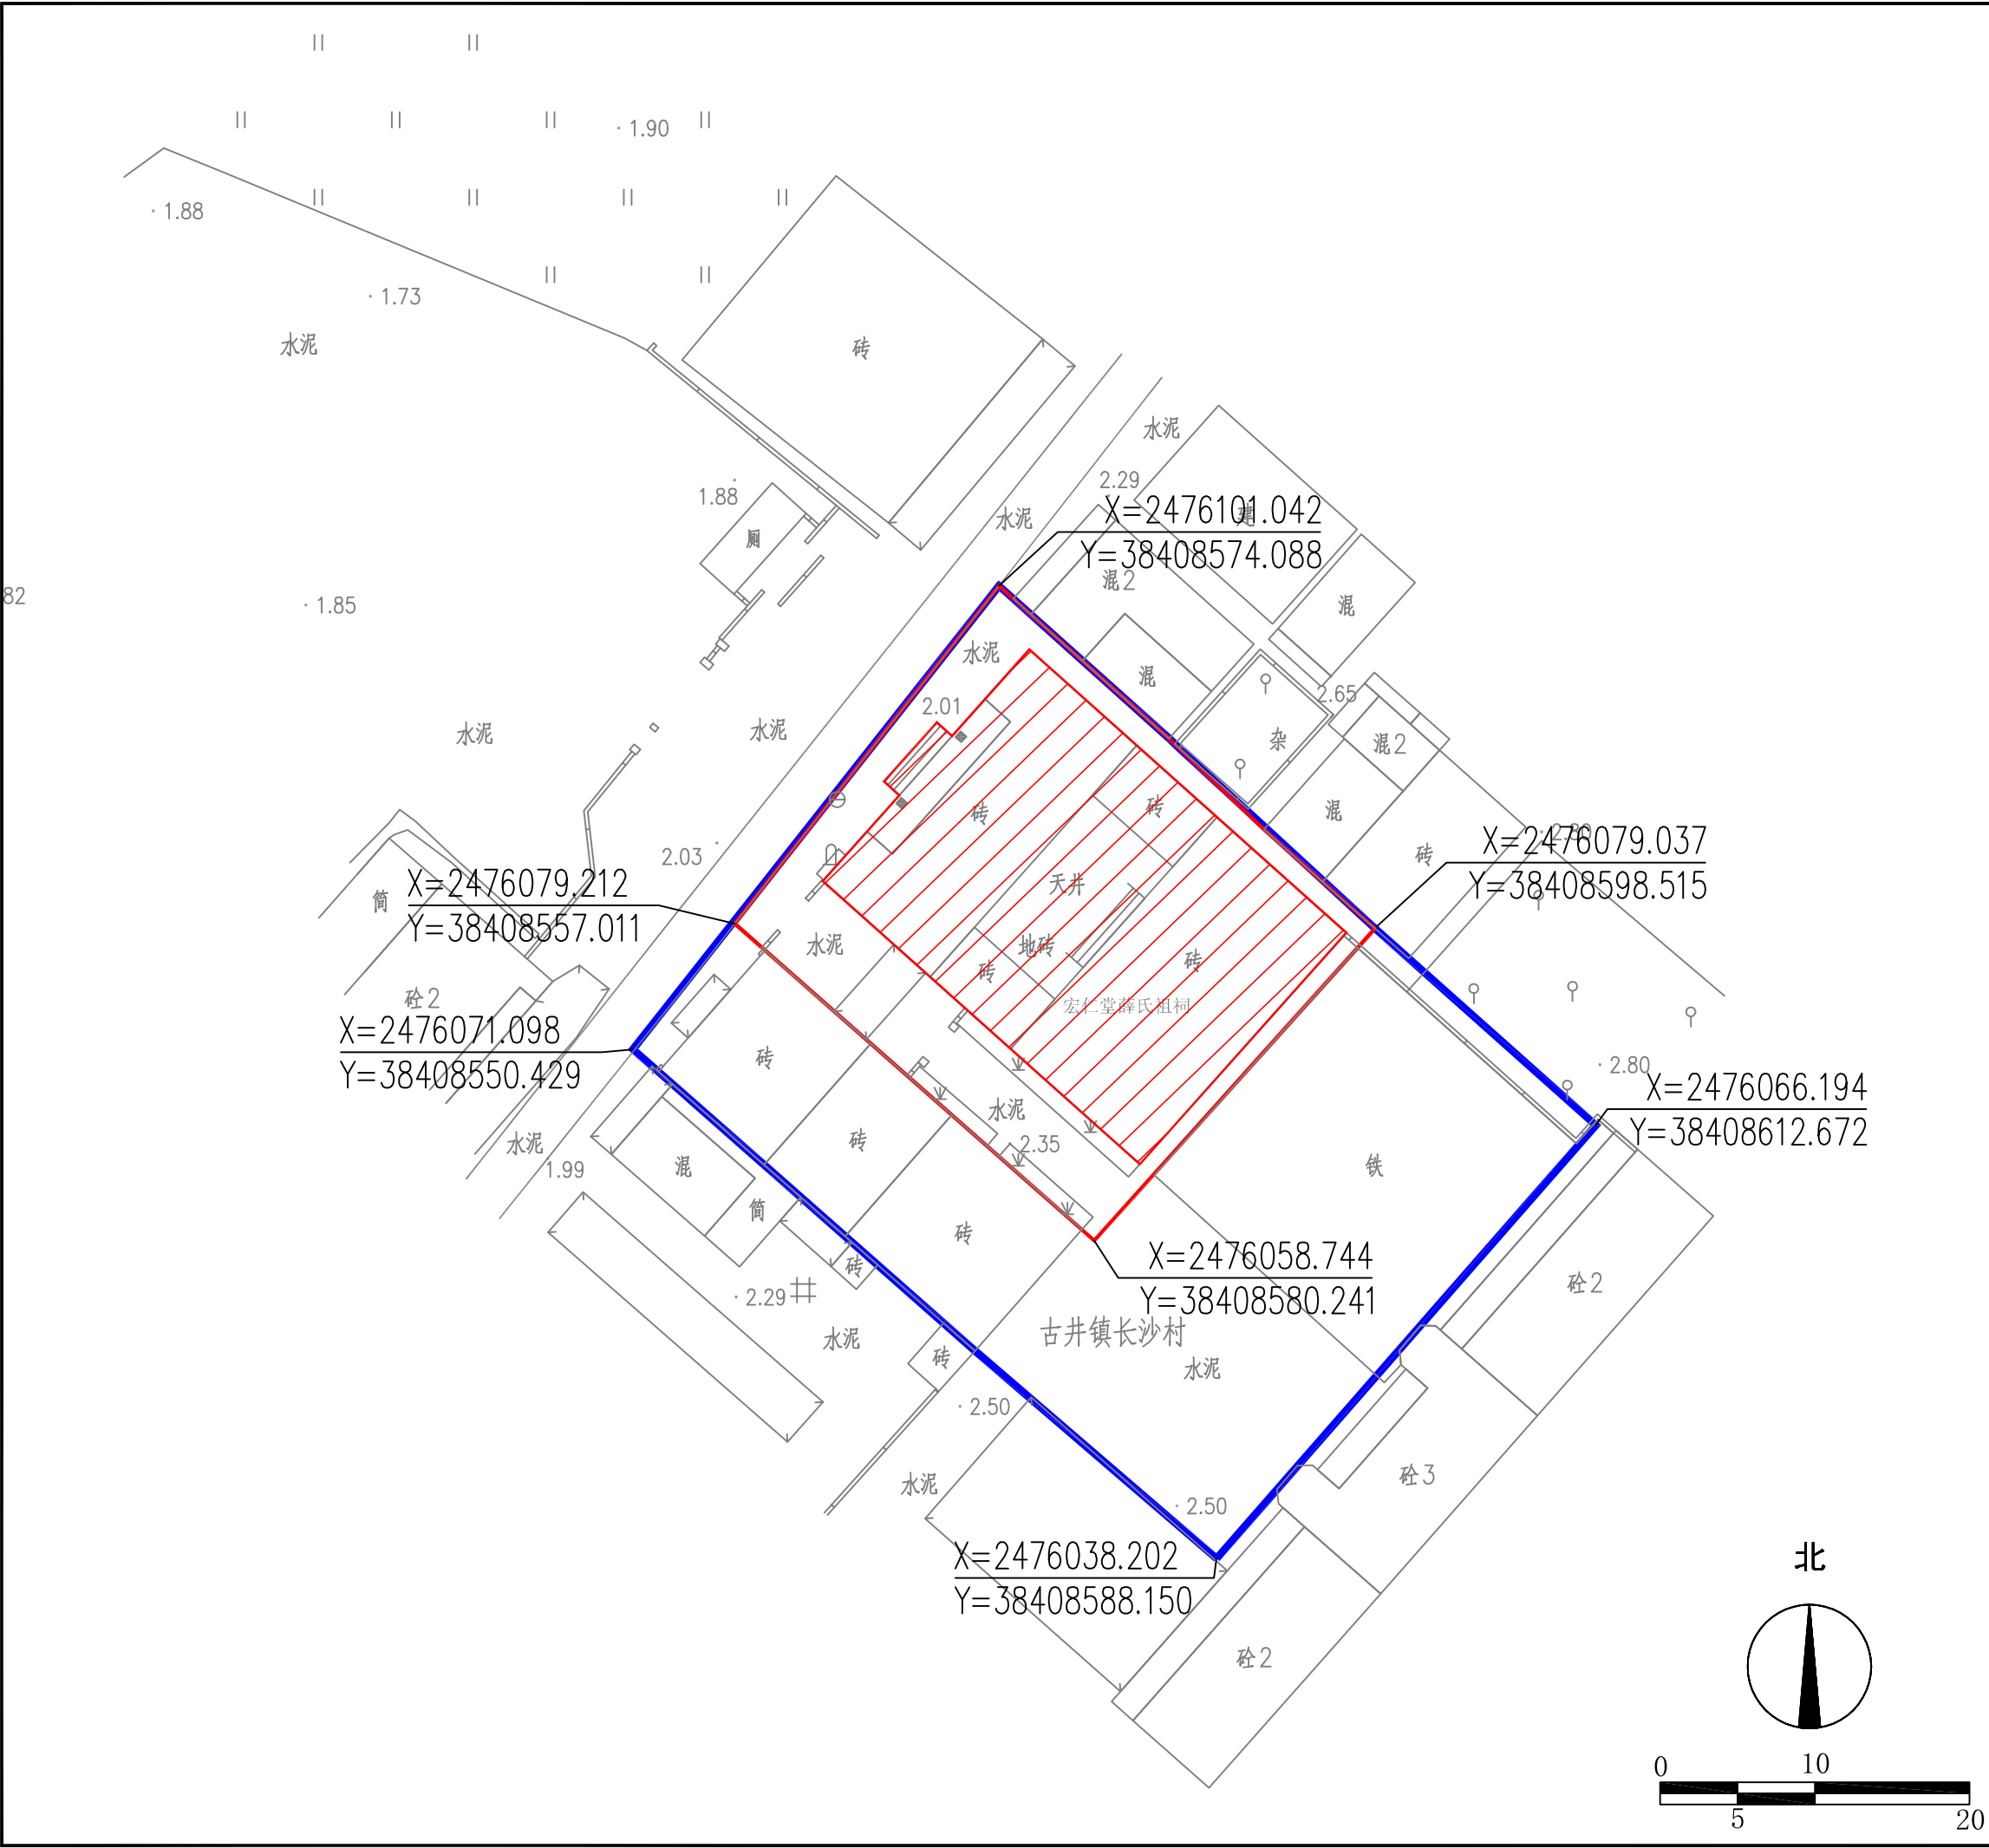 1.90
1.88
1.73
水泥
砖
水泥
2.29
1.88
水泥
X=2476101.042
建
厕
Y=38408574.088
混2
82
1.85
混
水泥
混
2.65
2.01
水泥
水泥
杂
混2
砖
砖
混
X=2476079.037
2.03
砖
天井
Y=38408598.515
X=2476079.212
简
Y=38408557.011
水泥
地砖
砖
砖
砼2
宏仁堂薛氏祖祠
X=2476071.098
砖
Y=38408550.429
2.80
X=2476066.194
水泥
Y=38408612.672
水泥
砖
2.35
1.99
混
铁
简
砖
X=2476058.744
砖
砼2
2.29
Y=38408580.241
水泥
古井镇长沙村
砖
水泥
2.50
水泥
砼3
2.50
X=2476038.202
北
Y=38408588.150
砼2
0
10
5
20